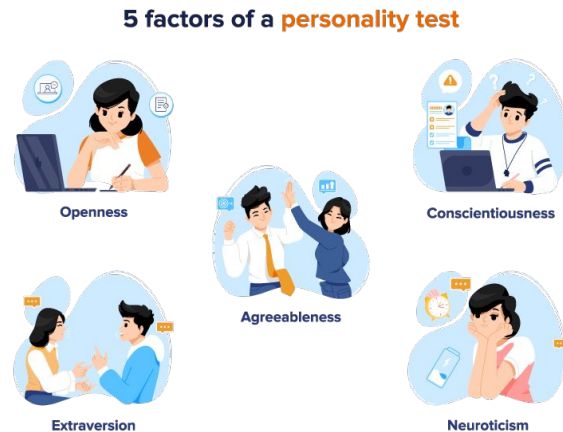 5 factors of a personality test
Openness
Conscientiousness
Agreeableness
Extraversion
Neuroticism